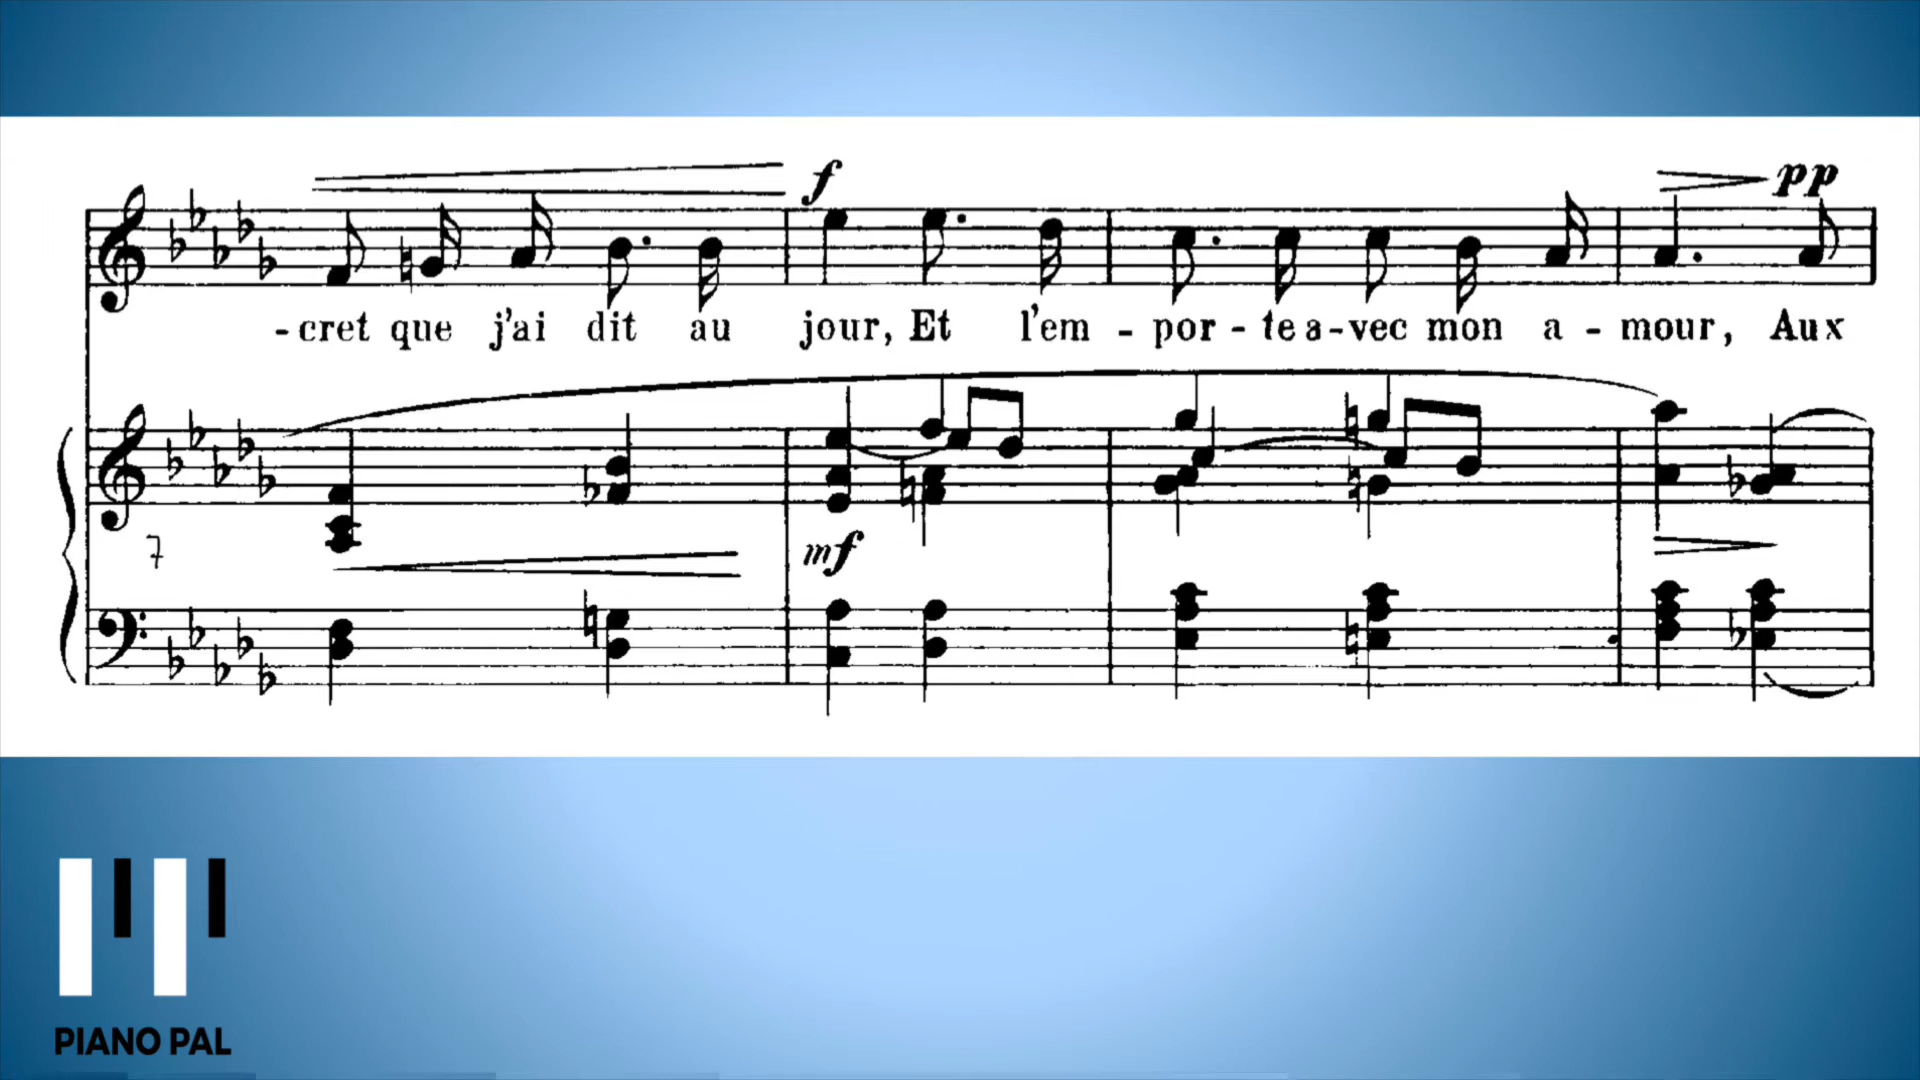 f
pp
-cret que j'ai dit au jour, Et l'em - por - te a - vec mon a - mour, Aux
7
mf
PIANO PAL